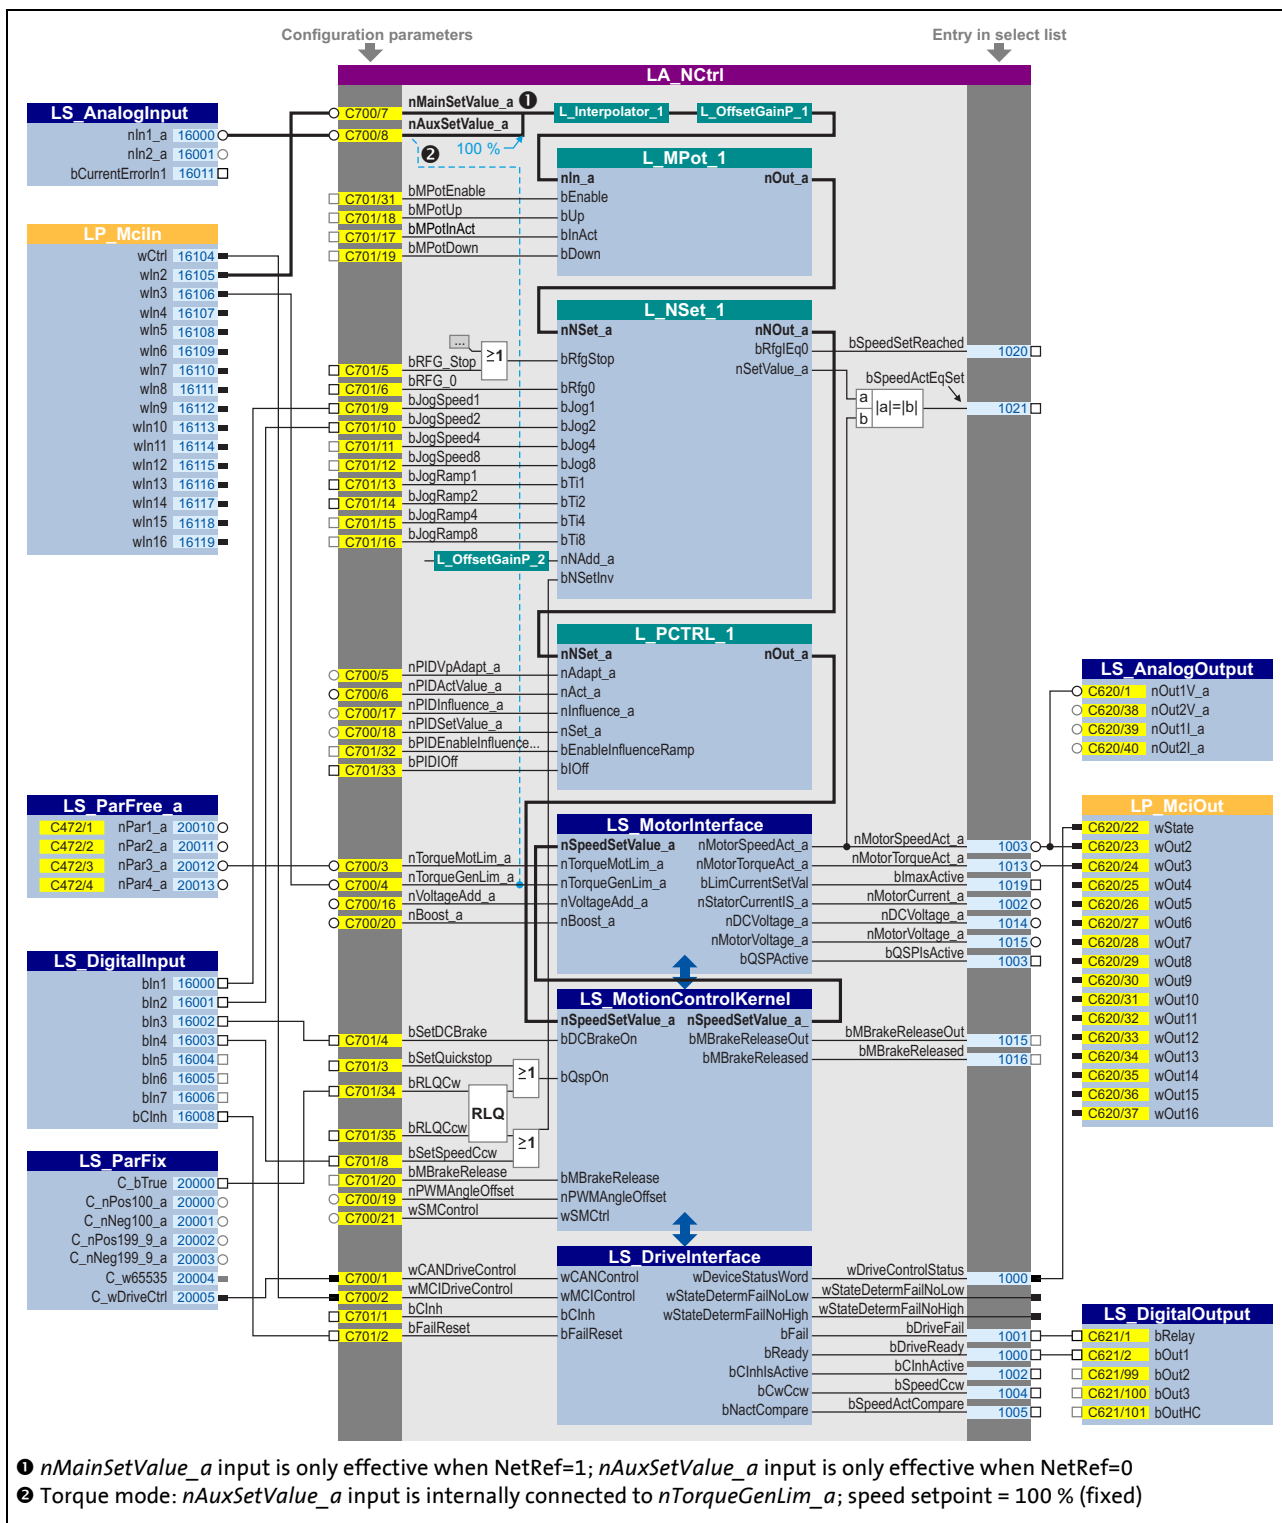 Configuration parameters
Entry in select list
LA_NCtrl
LS_AnalogInput
nIn1_a 16000
nIn2_a 16001
bCurrentErrorIn1 16011
LP_MciIn
wCtrl 16104
wIn2 16105
wIn3 16106
wIn4 16107
wIn5 16108
wIn6 16109
wIn7 16110
wIn8 16111
wIn9 16112
wIn10 16113
wIn11 16114
wIn12 16115
wIn13 16116
wIn14 16117
wIn15 16118
wIn16 16119
LS_ParFree_a
C472/1 nPar1_a 20010
C472/2 nPar2_a 20011
C472/3 nPar3_a 20012
C472/4 nPar4_a 20013
LS_DigitalInput
bIn1 16000
bIn2 16001
bIn3 16002
bIn4 16003
bIn5 16004
bIn6 16005
bIn7 16006
bCInh 16008
LS_ParFix
C_bTrue 20000
C_nPos100_a 20000
C_nNeg100_a 20001
C_nPos199_9_a 20002
C_nNeg199_9_a 20003
C_w65535 20004
C_wDriveCtrl 20005
C700/7 nMainSetValue_a ❶
C700/8 nAuxSetValue_a
❷ 100 %
L_Interpolator_1
L_OffsetGainP_1
C701/31 bMPotEnable
C701/18 bMPotUp
C701/17 bMPotInAct
C701/19 bMPotDown
L_MPot_1
nIn_a nOut_a
bEnable
bUp
bInAct
bDown
...
≥1
C701/5 bRFG_Stop
C701/6 bRFG_0
C701/9 bJogSpeed1
C701/10 bJogSpeed2
C701/11 bJogSpeed4
C701/12 bJogSpeed8
C701/13 bJogRamp1
C701/14 bJogRamp2
C701/15 bJogRamp4
C701/16 bJogRamp8
L_OffsetGainP_2
L_NSet_1
nNSet_a nNOut_a
bRfgIEq0
bRfgStop nSetValue_a
bRfg0
bJog1
bJog2
bJog4
bJog8
bTi1
bTi2
bTi4
bTi8
nNAdd_a
bNSetInv
bSpeedSetReached 1020
bSpeedActEqSet 1021
a
b
|a|=|b|
C700/5 nPIDVpAdapt_a
C700/6 nPIDActValue_a
C700/17 nPIDInfluence_a
C700/18 nPIDSetValue_a
C701/32 bPIDEnableInfluence...
C701/33 bPIDIOff
L_PCTRL_1
nNSet_a nOut_a
nAdapt_a
nAct_a
nInfluence_a
nSet_a
bEnableInfluenceRamp
bIOff
C700/3 nTorqueMotLim_a
C700/4 nTorqueGenLim_a
C700/16 nVoltageAdd_a
C700/20 nBoost_a
LS_MotorInterface
nSpeedSetValue_a nMotorSpeedAct_a
nTorqueMotLim_a nMotorTorqueAct_a
nTorqueGenLim_a bLimCurrentSetVal
nVoltageAdd_a nStatorCurrentIS_a
nBoost_a nDCVoltage_a
nMotorVoltage_a
bQSPActive
nMotorSpeedAct_a 1003
nMotorTorqueAct_a 1013
bImaxActive 1019
nMotorCurrent_a 1002
nDCVoltage_a 1014
nMotorVoltage_a 1015
bQSPIsActive 1003
C701/4 bSetDCBrake
C701/3 bSetQuickstop
C701/34 bRLQCw
C701/35 bRLQCcw
C701/8 bSetSpeedCcw
C701/20 bMBrakeRelease
C700/19 nPWMAngleOffset
C700/21 wSMControl
RLQ
≥1
≥1
LS_MotionControlKernel
nSpeedSetValue_a nSpeedSetValue_a_
bDCBrakeOn bMBrakeReleaseOut
bMBrakeReleased
bQspOn
bMBrakeRelease
nPWMAngleOffset
wSMCtrl
bMBrakeReleaseOut 1015
bMBrakeReleased 1016
C700/1 wCANDriveControl
C700/2 wMCIDriveControl
C701/1 bCInh
C701/2 bFailReset
LS_DriveInterface
wCANControl wDeviceStatusWord
wMCIControl wStateDetermFailNoLow
bCInh wStateDetermFailNoHigh
bFailReset bFail
bReady
bCInhIsActive
bCwCcw
bNactCompare
wDriveControlStatus 1000
wStateDetermFailNoLow
wStateDetermFailNoHigh
bDriveFail 1001
bDriveReady 1000
bCInhActive 1002
bSpeedCcw 1004
bSpeedActCompare 1005
LS_AnalogOutput
C620/1 nOut1V_a
C620/38 nOut2V_a
C620/39 nOut1I_a
C620/40 nOut2I_a
LP_MciOut
C620/22 wState
C620/23 wOut2
C620/24 wOut3
C620/25 wOut4
C620/26 wOut5
C620/27 wOut6
C620/28 wOut7
C620/29 wOut8
C620/30 wOut9
C620/31 wOut10
C620/32 wOut11
C620/33 wOut12
C620/34 wOut13
C620/35 wOut14
C620/36 wOut15
C620/37 wOut16
LS_DigitalOutput
C621/1 bRelay
C621/2 bOut1
C621/99 bOut2
C621/100 bOut3
C621/101 bOutHC
❶ nMainSetValue_a input is only effective when NetRef=1; nAuxSetValue_a input is only effective when NetRef=0
❷ Torque mode: nAuxSetValue_a input is internally connected to nTorqueGenLim_a; speed setpoint = 100 % (fixed)